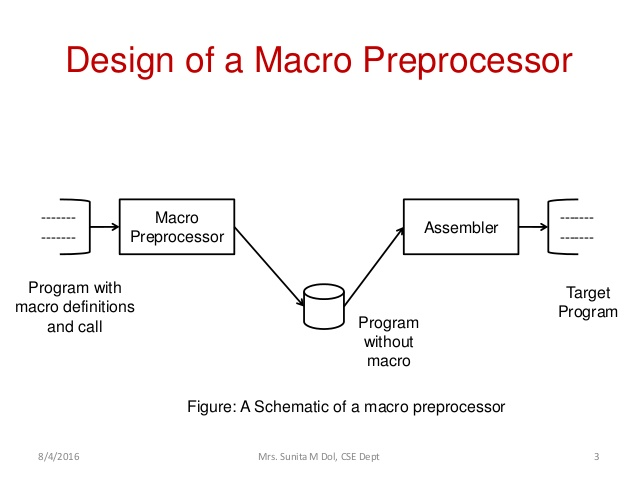 Design of a Macro Preprocessor
-------
-------
Macro
Preprocessor
Assembler
-------
-------
Program with
macro definitions
and call
Program
without
macro
Target
Program
Figure: A Schematic of a macro preprocessor
8/4/2016
Mrs. Sunita M Dol, CSE Dept
3